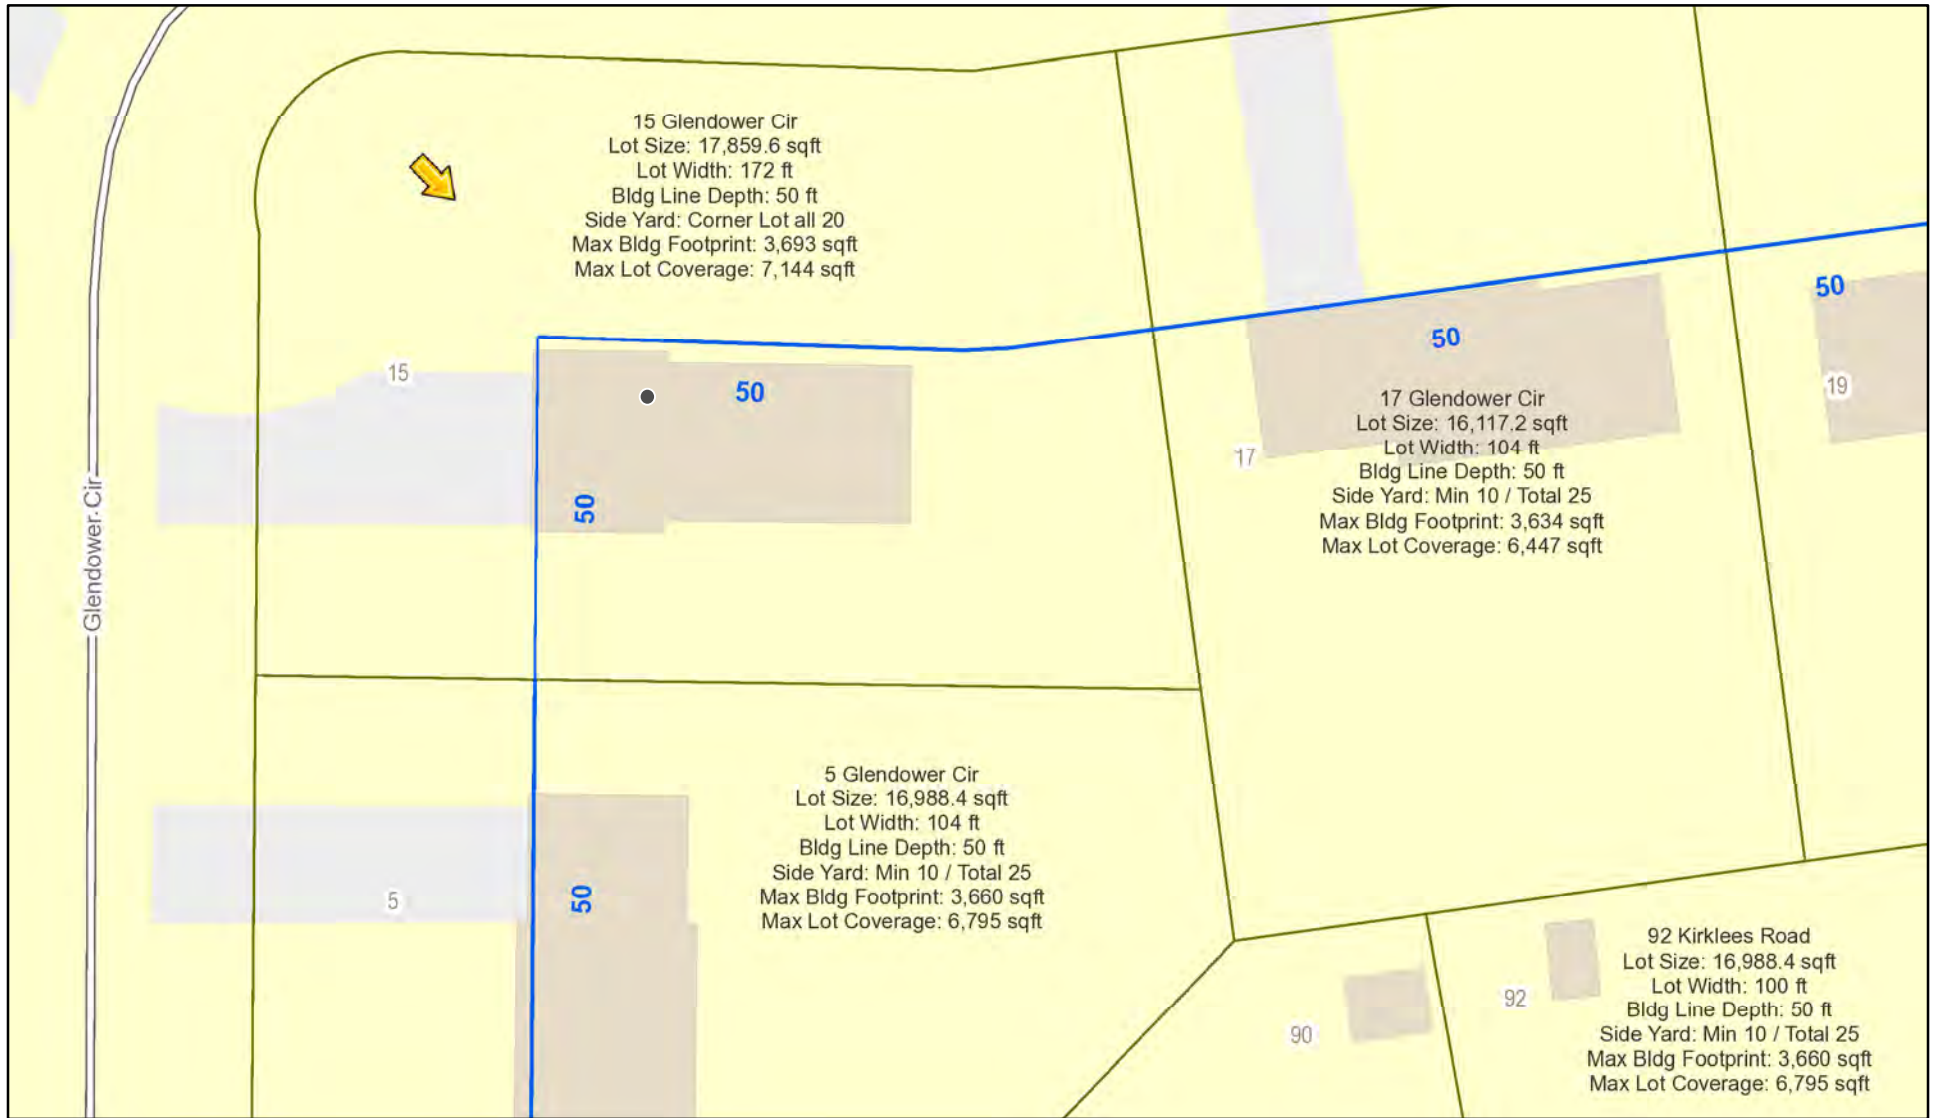 15 Glendower Cir
Lot Size: 17,859.6 sqft
Lot Width: 172 ft
Bldg Line Depth: 50 ft
Side Yard: Corner Lot all 20
Max Bldg Footprint: 3,693 sqft
Max Lot Coverage: 7,144 sqft
50
50
15
50
19
17 Glendower Cir
Lot Size: 16,117.2 sqft
Lot Width: 104 ft
Bldg Line Depth: 50 ft
Side Yard: Min 10 / Total 25
Max Bldg Footprint: 3,634 sqft
Max Lot Coverage: 6,447 sqft
17
50
Glendower Cir
5 Glendower Cir
Lot Size: 16,988.4 sqft
Lot Width: 104 ft
Bldg Line Depth: 50 ft
Side Yard: Min 10 / Total 25
Max Bldg Footprint: 3,660 sqft
Max Lot Coverage: 6,795 sqft
5
50
92 Kirklees Road
Lot Size: 16,988.4 sqft
Lot Width: 100 ft
Bldg Line Depth: 50 ft
Side Yard: Min 10 / Total 25
Max Bldg Footprint: 3,660 sqft
Max Lot Coverage: 6,795 sqft
92
90